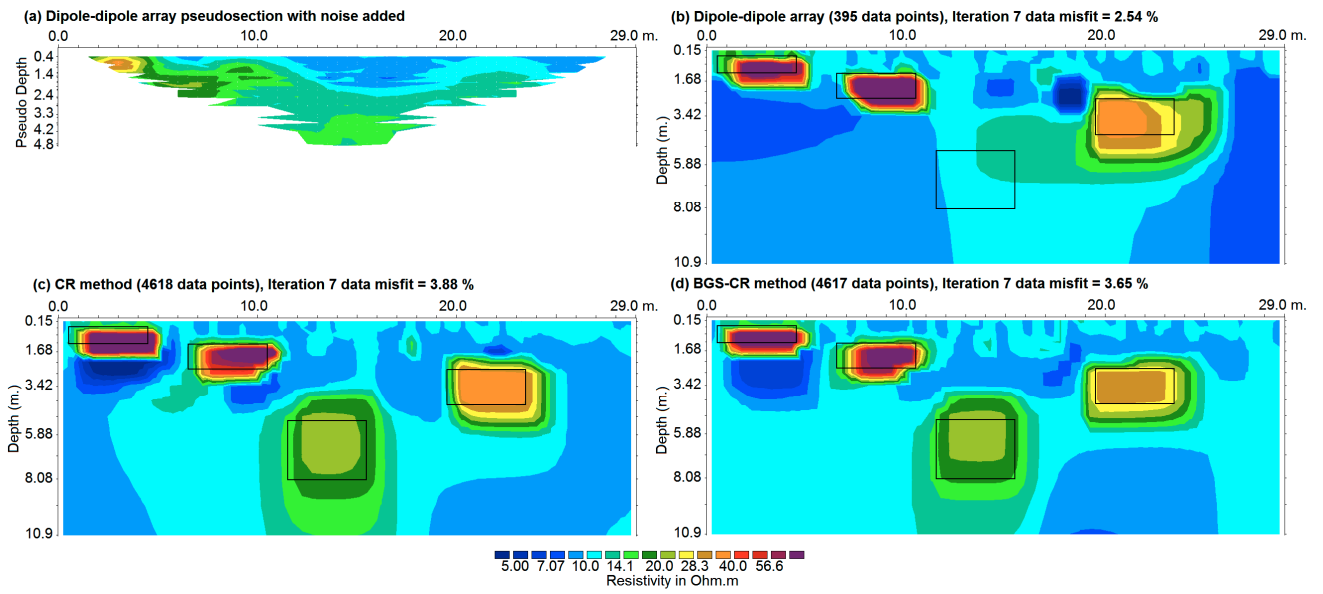 (a) Dipole-dipole array pseudosection with noise added
0.0 10.0 20.0 29.0 m.
Pseudo Depth
0.4
1.4
2.4
3.3
4.2
4.8
(b) Dipole-dipole array (395 data points), Iteration 7 data misfit = 2.54 %
0.0 10.0 20.0 29.0 m.
Depth (m.)
0.15
1.68
3.42
5.88
8.08
10.9
(c) CR method (4618 data points), Iteration 7 data misfit = 3.88 %
0.0 10.0 20.0 29.0 m.
Depth (m.)
0.15
1.68
3.42
5.88
8.08
10.9
(d) BGS-CR method (4617 data points), Iteration 7 data misfit = 3.65 %
0.0 10.0 20.0 29.0 m.
Depth (m.)
0.15
1.68
3.42
5.88
8.08
10.9
5.00 7.07 10.0 14.1 20.0 28.3 40.0 56.6
Resistivity in Ohm.m